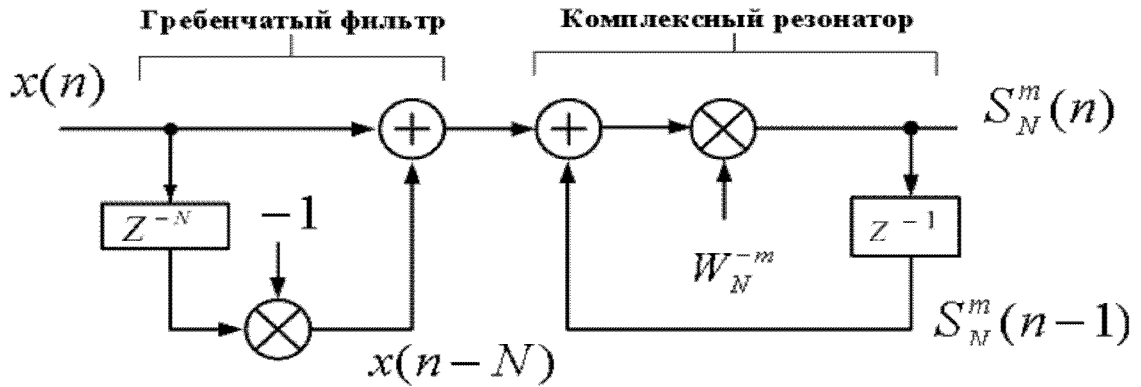 Гребенчатый фильтр
Комплексный резонатор
x(n)
S_N^m(n)
Z^{-N}
-1
W_N^{-m}
Z^{-1}
x(n-N)
S_N^m(n-1)